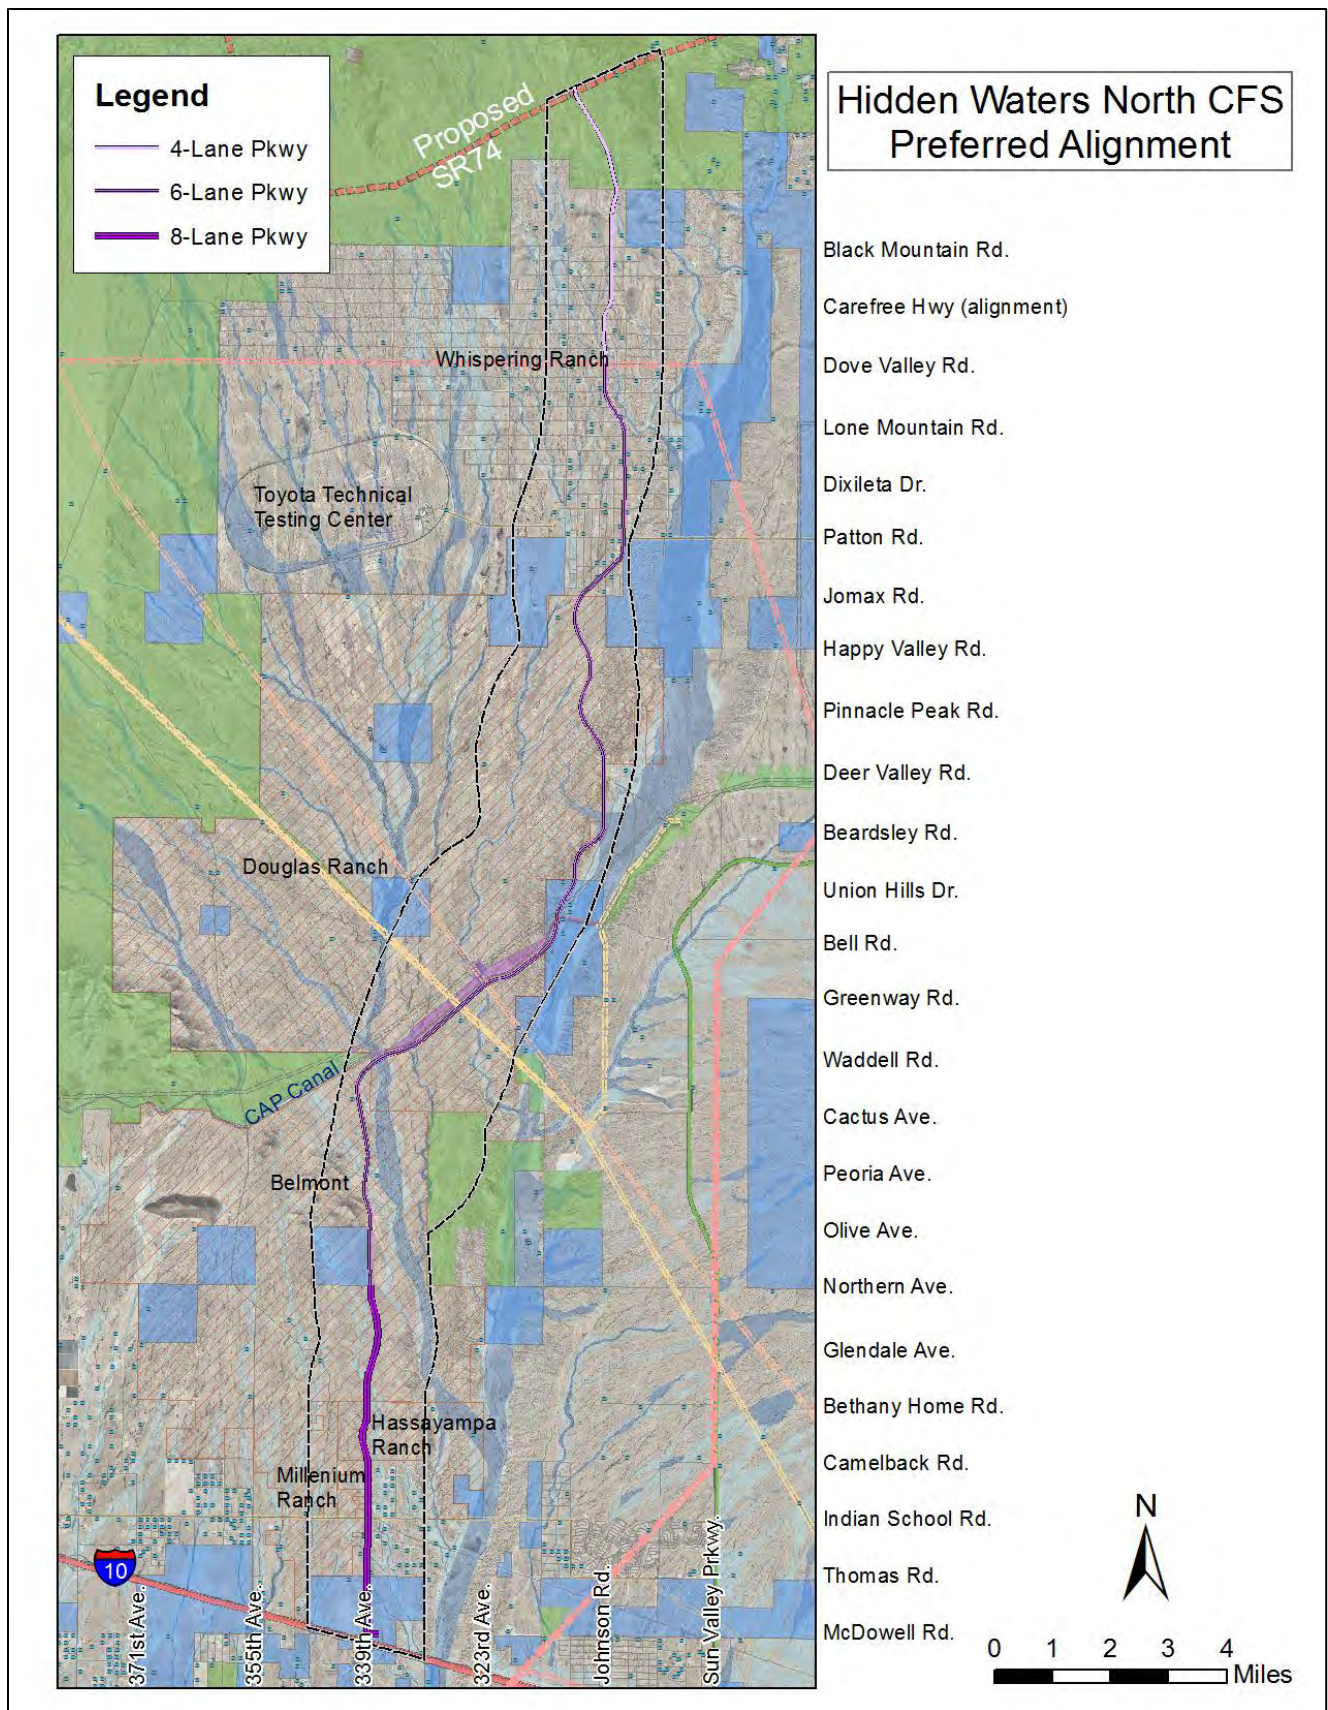 Hidden Waters North CFS
Preferred Alignment
Legend
4-Lane Pkwy
6-Lane Pkwy
8-Lane Pkwy
Proposed
SR74
Whispering Ranch
Toyota Technical
Testing Center
Douglas Ranch
CAP Canal
Belmont
Hassayampa
Ranch
Millenium
Ranch
10
371st Ave.
355th Ave.
339th Ave.
323rd Ave.
Johnson Rd.
Sun Valley Prkwy.
Black Mountain Rd.
Carefree Hwy (alignment)
Dove Valley Rd.
Lone Mountain Rd.
Dixileta Dr.
Patton Rd.
Jomax Rd.
Happy Valley Rd.
Pinnacle Peak Rd.
Deer Valley Rd.
Beardsley Rd.
Union Hills Dr.
Bell Rd.
Greenway Rd.
Waddell Rd.
Cactus Ave.
Peoria Ave.
Olive Ave.
Northern Ave.
Glendale Ave.
Bethany Home Rd.
Camelback Rd.
Indian School Rd.
Thomas Rd.
McDowell Rd.
N
0 1 2 3 4
Miles